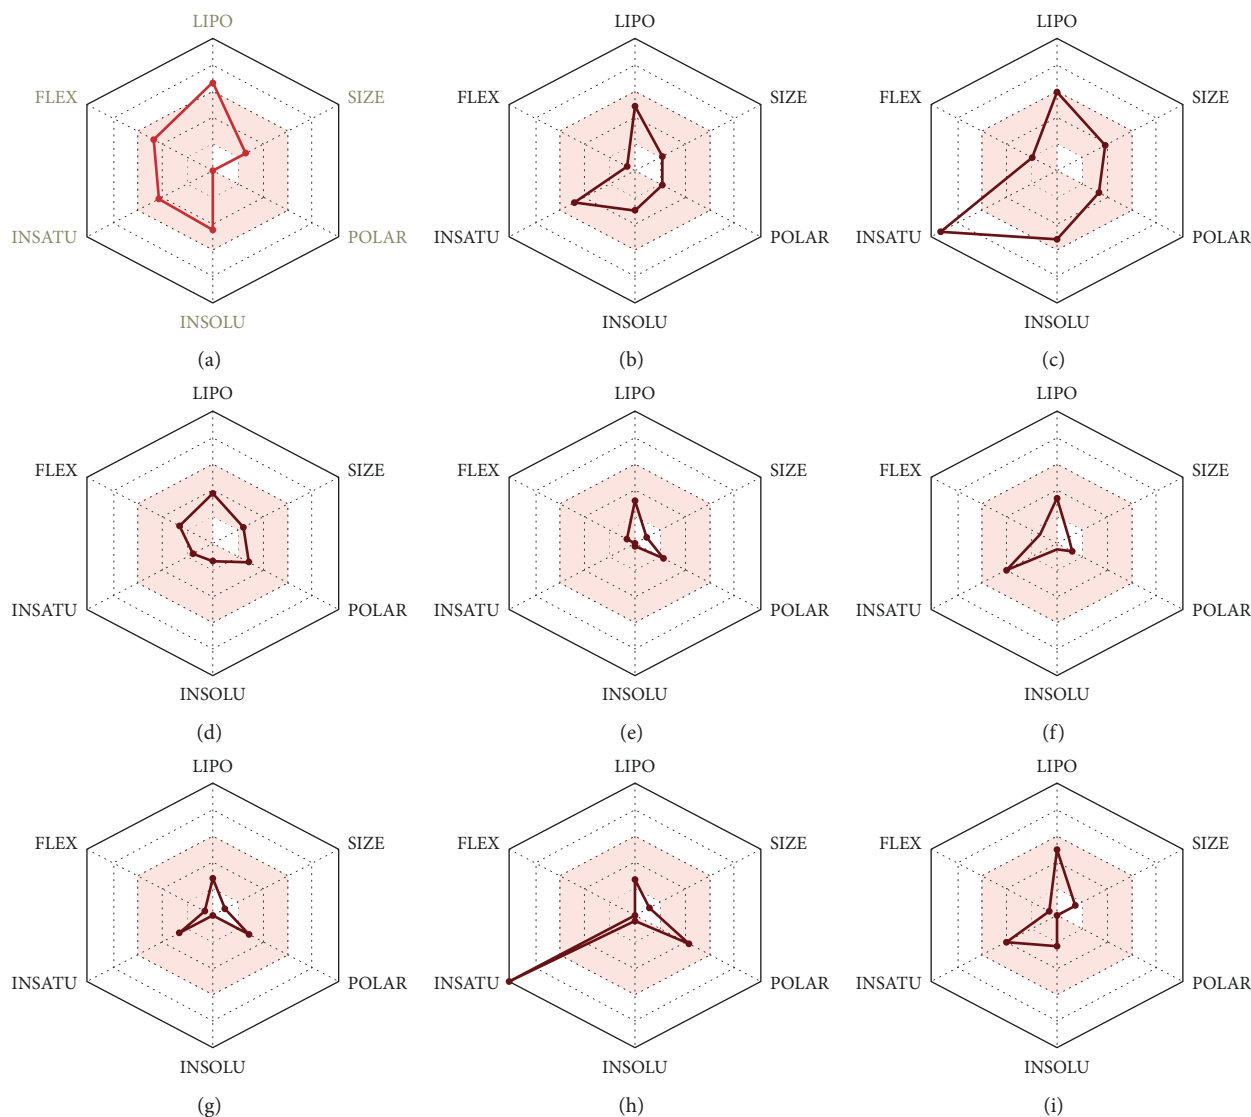 LIPO LIPO LIPO
FLEX SIZE FLEX SIZE FLEX SIZE
INSATU POLAR INSATU POLAR INSATU POLAR
INSOLU INSOLU INSOLU
(a) (b) (c)
LIPO LIPO LIPO
FLEX SIZE FLEX SIZE FLEX SIZE
INSATU POLAR INSATU POLAR INSATU POLAR
INSOLU INSOLU INSOLU
(d) (e) (f)
LIPO LIPO LIPO
FLEX SIZE FLEX SIZE FLEX SIZE
INSATU POLAR INSATU POLAR INSATU POLAR
INSOLU INSOLU INSOLU
(g) (h) (i)